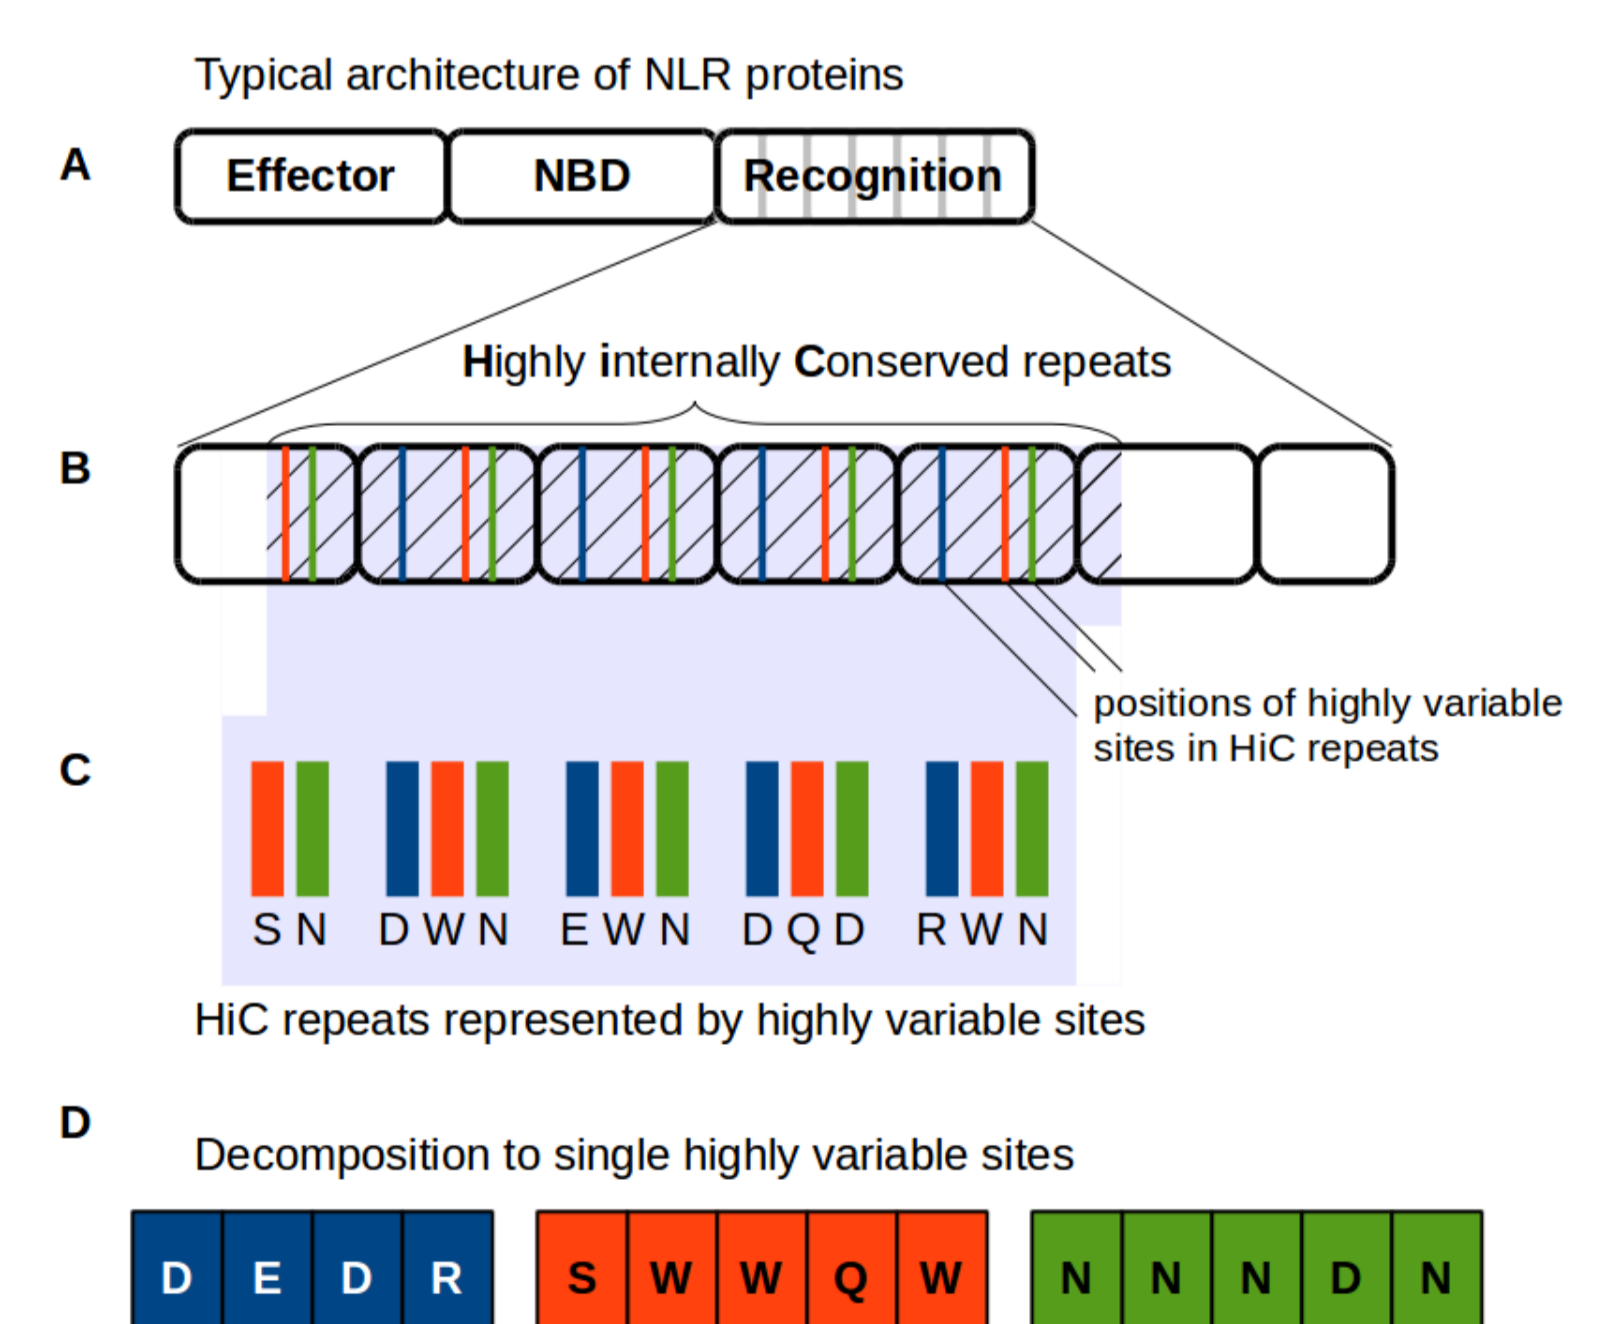 Typical architecture of NLR proteins
A
Effector NBD Recognition
Highly internally Conserved repeats
B
positions of highly variable
sites in HiC repeats
C
S N D W N E W N D Q D R W N
HiC repeats represented by highly variable sites
D
Decomposition to single highly variable sites
D E D R S W W Q W N N N D N